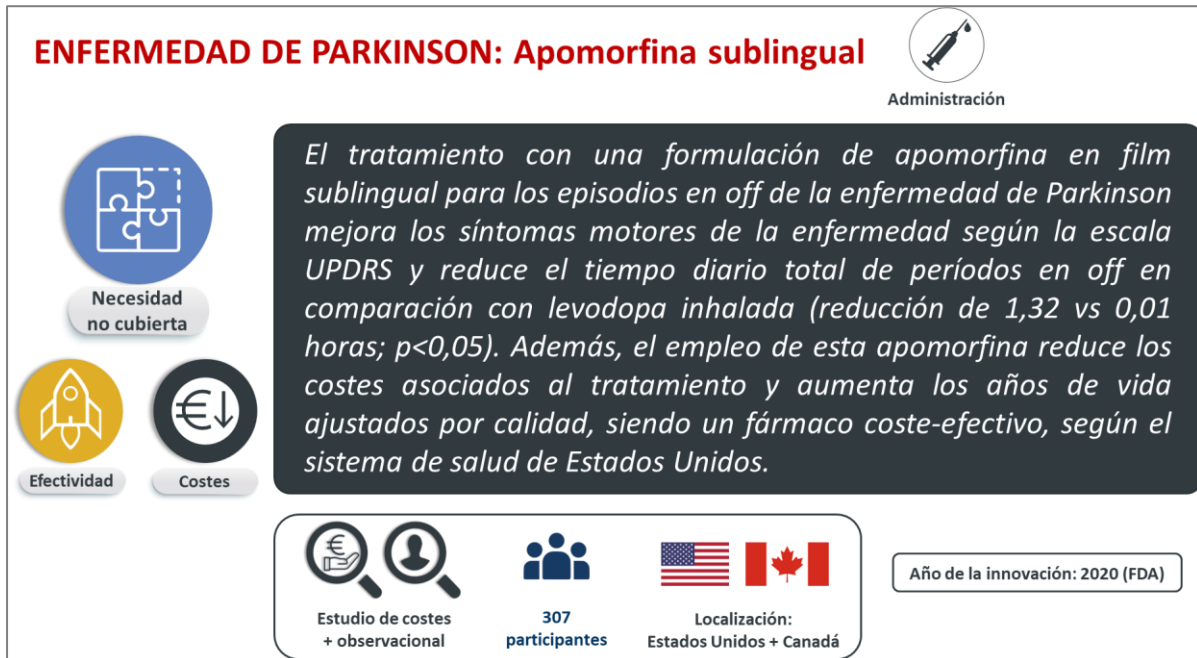 ENFERMEDAD DE PARKINSON: Apomorfina sublingual
Administración
Necesidad
no cubierta
Efectividad
Costes
El tratamiento con una formulación de apomorfina en film
sublingual para los episodios en off de la enfermedad de Parkinson
mejora los síntomas motores de la enfermedad según la escala
UPDRS y reduce el tiempo diario total de períodos en off en
comparación con levodopa inhalada (reducción de 1,32 vs 0,01
horas; p<0,05). Además, el empleo de esta apomorfina reduce los
costes asociados al tratamiento y aumenta los años de vida
ajustados por calidad, siendo un fármaco coste-efectivo, según el
sistema de salud de Estados Unidos.
Estudio de costes
+ observacional
307
participantes
Localización:
Estados Unidos + Canadá
Año de la innovación: 2020 (FDA)